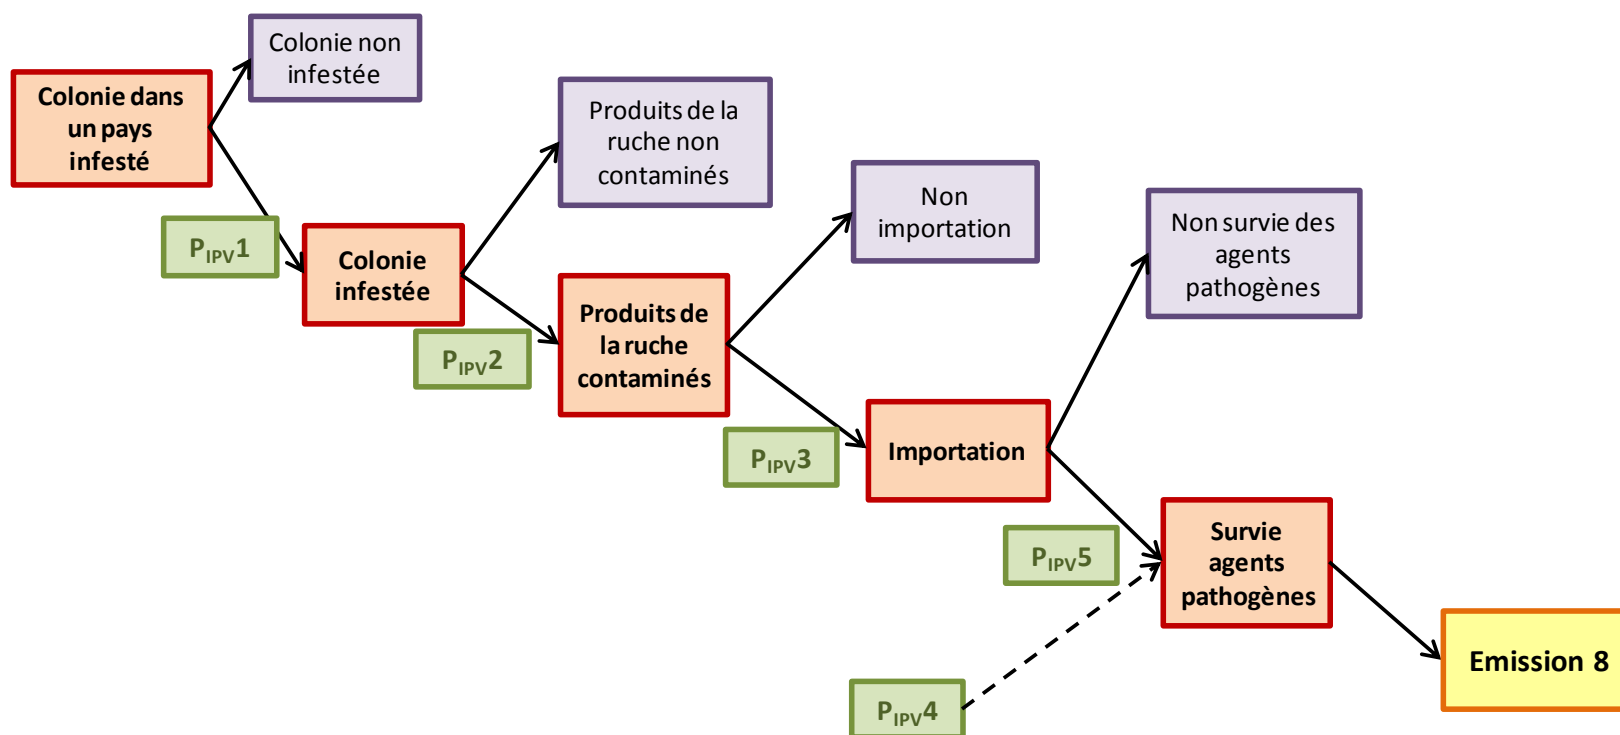 Colonie non
infestée
Colonie dans
un pays
infesté
Produits de la
ruche non
contaminés
Non
importation
Non survie des
agents
pathogènes
PIPV1
Colonie
infestée
PIPV2
Produits de
la ruche
contaminés
PIPV3
Importation
PIPV5
Survie
agents
pathogènes
Emission 8
PIPV4